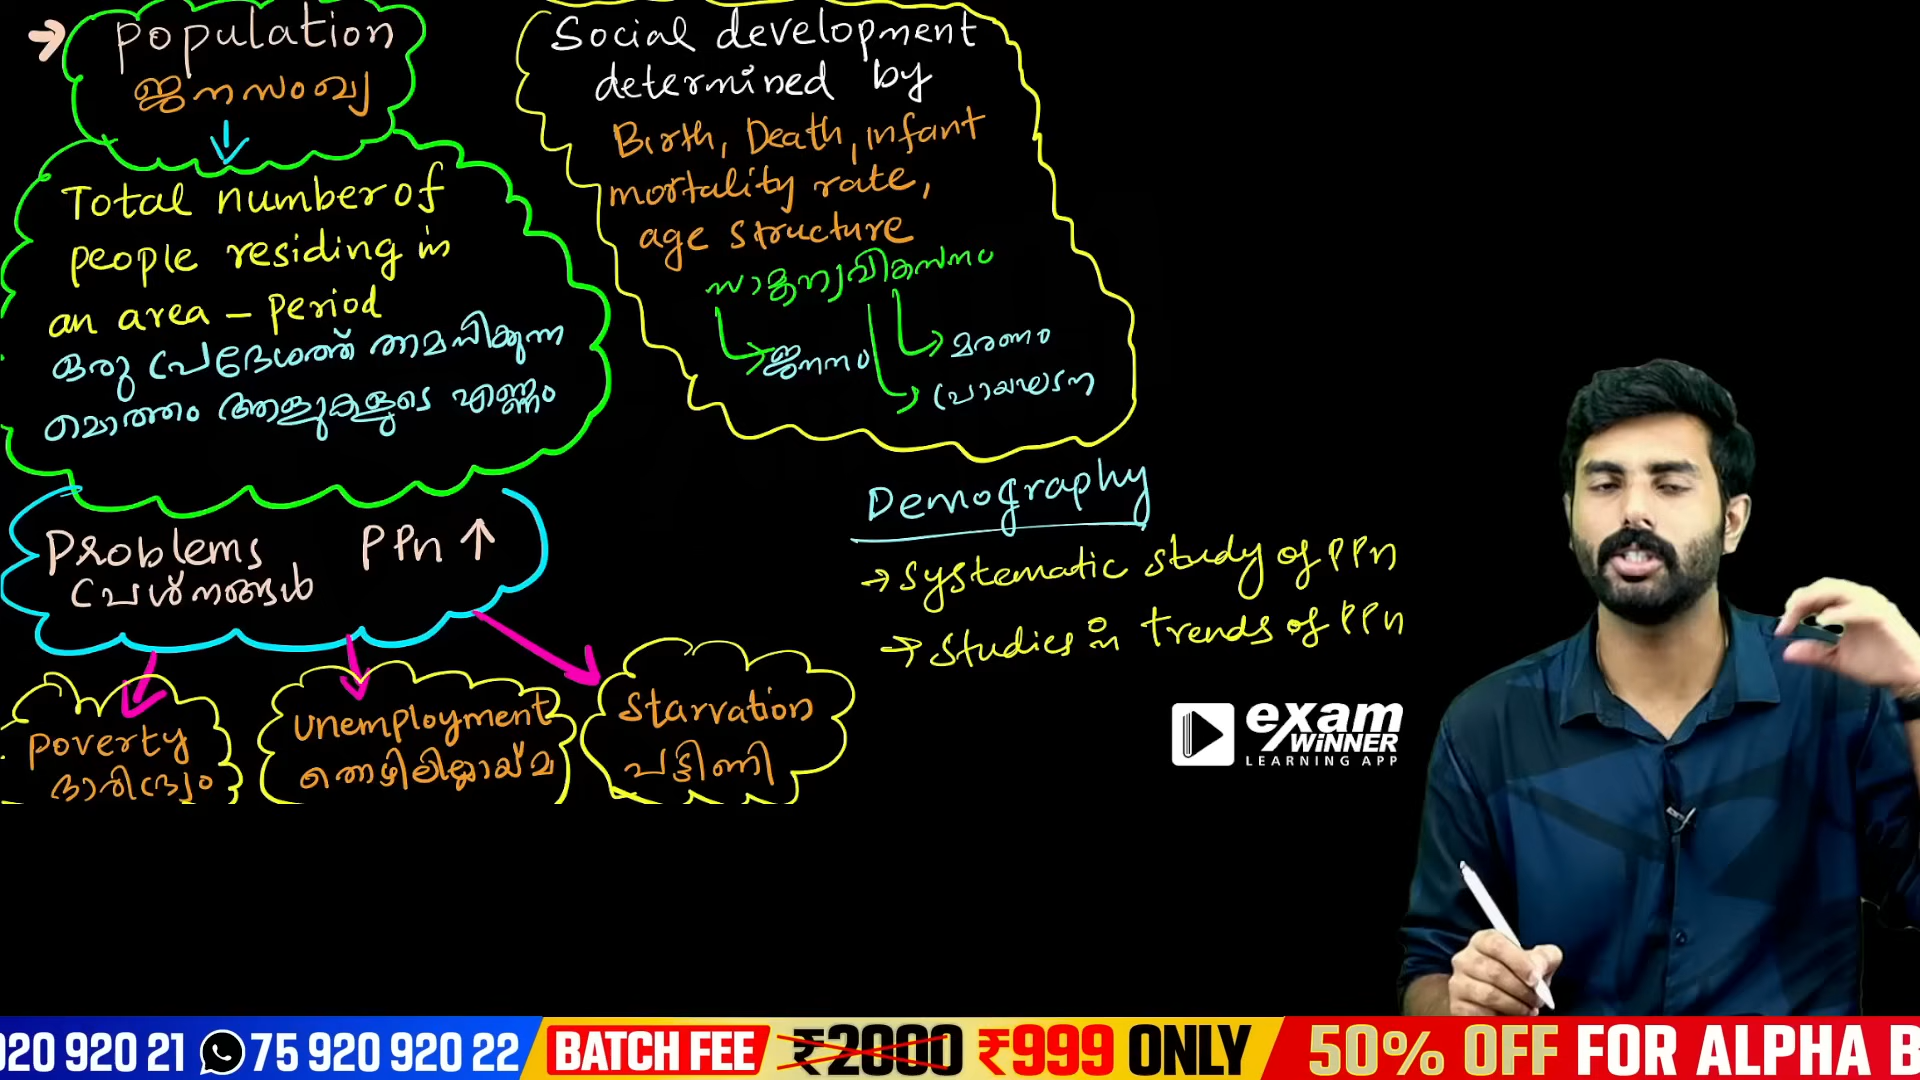 Population
ജനസംഖ്യ
Total number of
people residing in
an area – period
ഒരു പ്രദേശത്ത് താമസിക്കുന്ന
മൊത്തം ആളുകളുടെ എണ്ണം
Problems PPn ↑
പ്രശ്നങ്ങൾ
Poverty
ദാരിദ്ര്യം
unemployment
തൊഴിലില്ലായ്മ
Starvation
പട്ടിണി
Social development
determined by
Birth, Death, infant
mortality rate,
age structure
സാമൂഹ്യവികസനം
ജനനം
മരണം
പ്രായഘടന
Demography
→ Systematic study of PPn
→ Studies in trends of PPn
exam
WiNNER
LEARNING APP
920 920 21 75 920 920 22 BATCH FEE ₹2000 ₹999 ONLY 50% OFF FOR ALPHA B